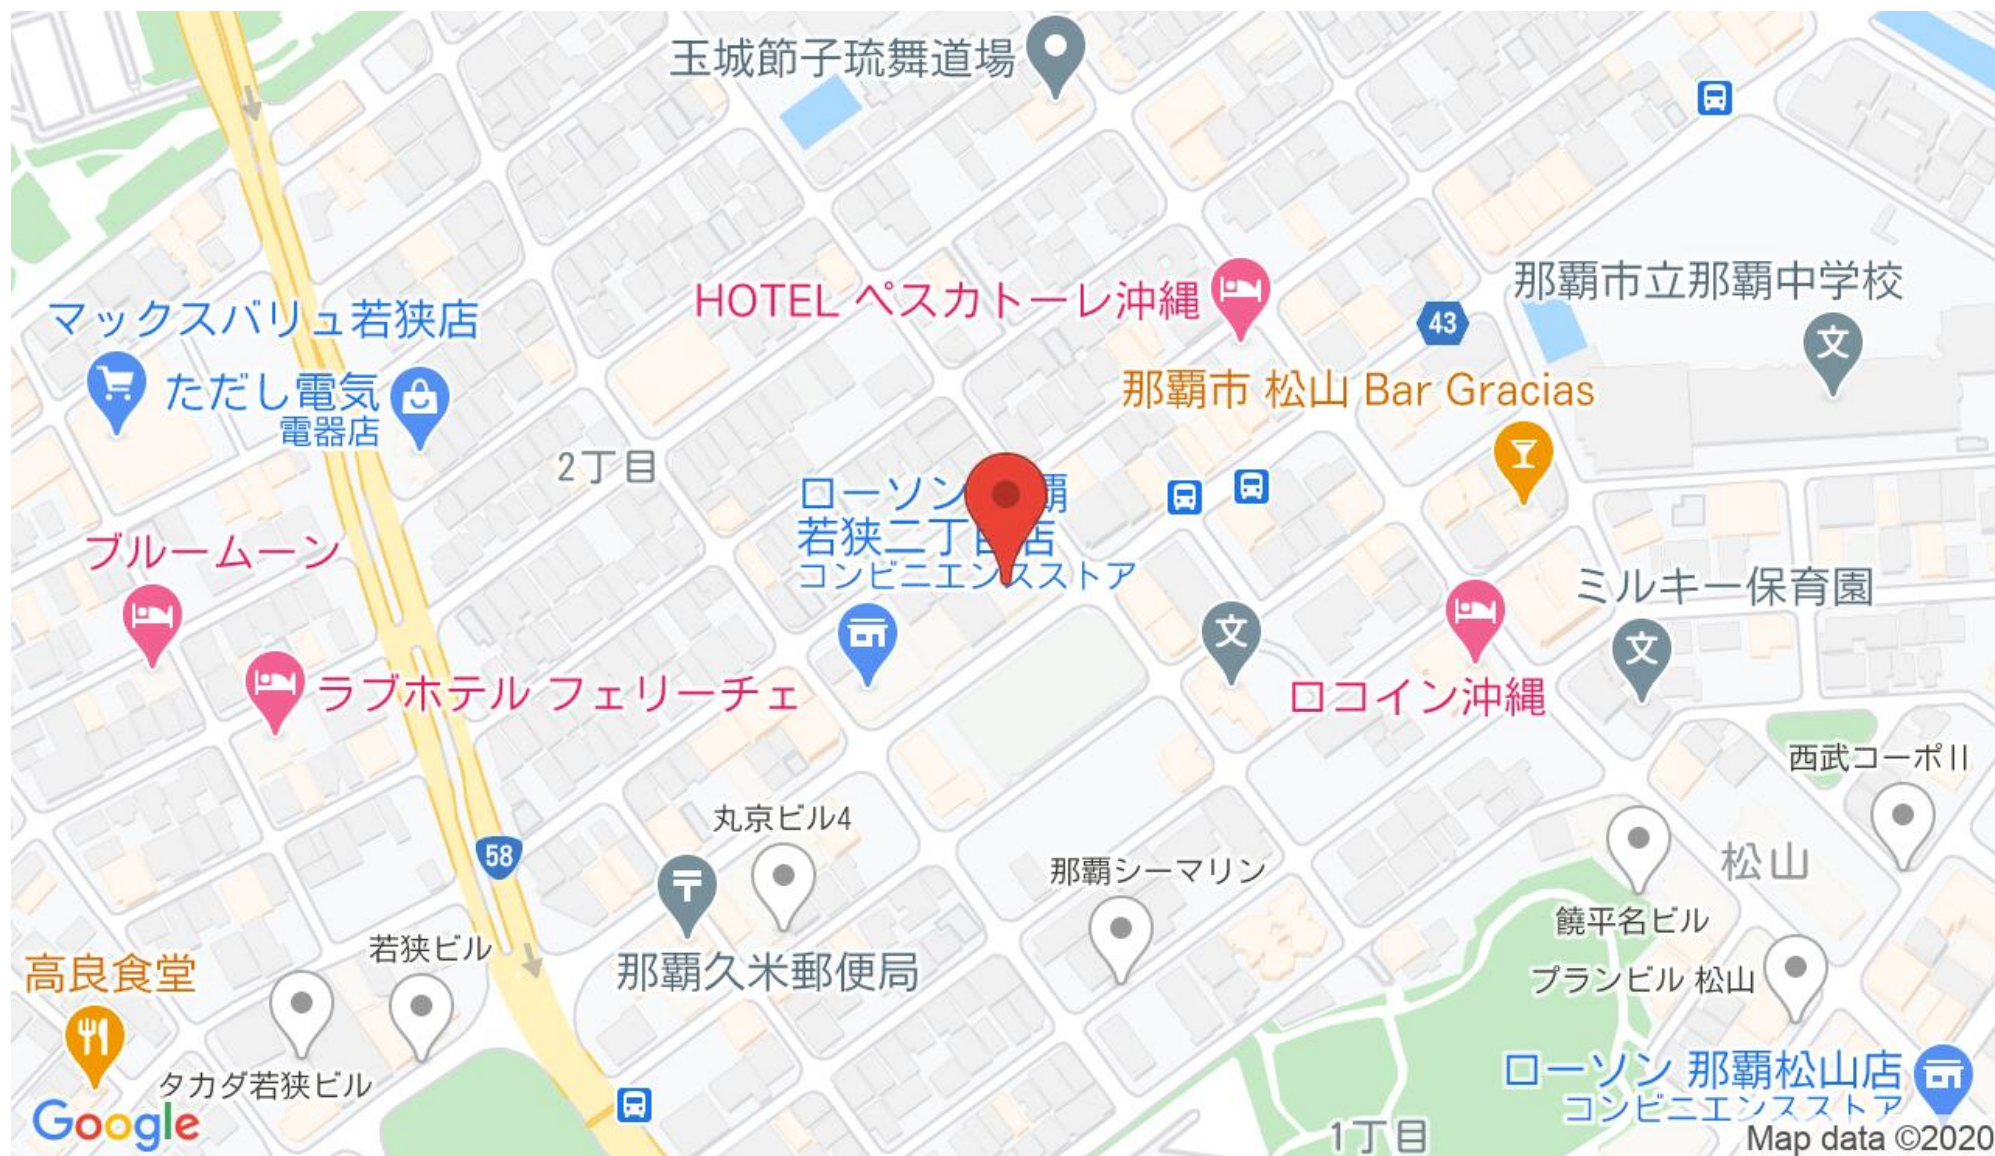 玉城節子琉舞道場
那覇市立那覇中学校
HOTEL ペスカトーレ沖縄
43
マックスバリュ若狭店
ただし電気
電器店
那覇市 松山 Bar Gracias
2丁目
ローソン 覇
若狭二丁目店
コンビニエンスストア
ブルームーン
文
文
文
ミルキー保育園
ラブホテル フェリーチェ
ロコイン沖縄
西武コーポII
丸京ビル4
58
〒
那覇シーマリン
松山
饒平名ビル
若狭ビル
那覇久米郵便局
プランビル 松山
高良食堂
タカダ若狭ビル
ローソン 那覇松山店
コンビニエンスストア
Google
1丁目
Map data ©2020